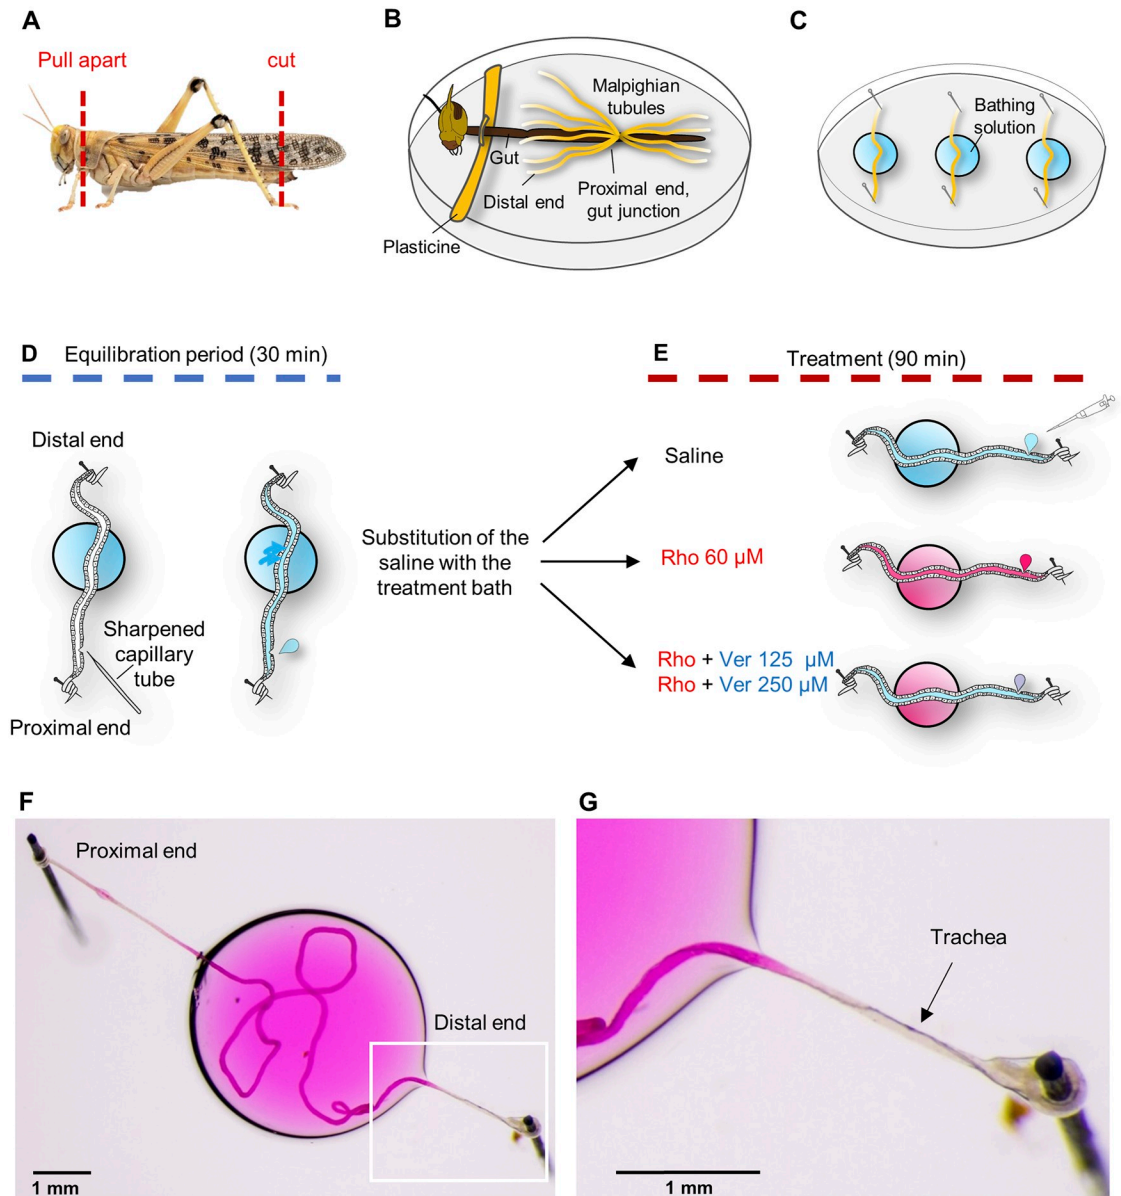 A
Pull apart
cut
B
Malpighian
tubules
Gut
Distal end
Proximal end,
gut junction
Plasticine
C
Bathing
solution
D
Equilibration period (30 min)
Distal end
Sharpened
capillary
tube
Proximal end
Substitution of the
saline with the
treatment bath
E
Treatment (90 min)
Saline
Rho 60 µM
Rho + Ver 125 µM
Rho + Ver 250 µM
F
Proximal end
Distal end
1 mm
G
Trachea
1 mm